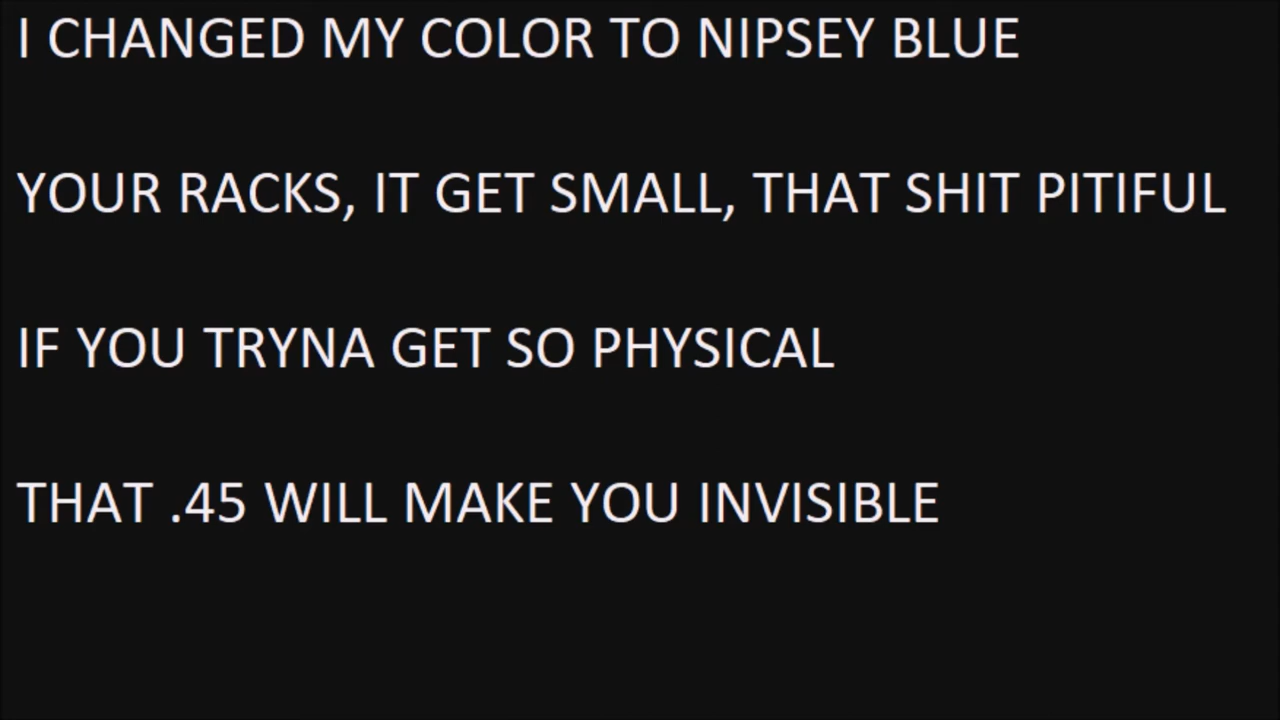 I CHANGED MY COLOR TO NIPSEY BLUE
YOUR RACKS, IT GET SMALL, THAT SHIT PITIFUL
IF YOU TRYNA GET SO PHYSICAL
THAT .45 WILL MAKE YOU INVISIBLE